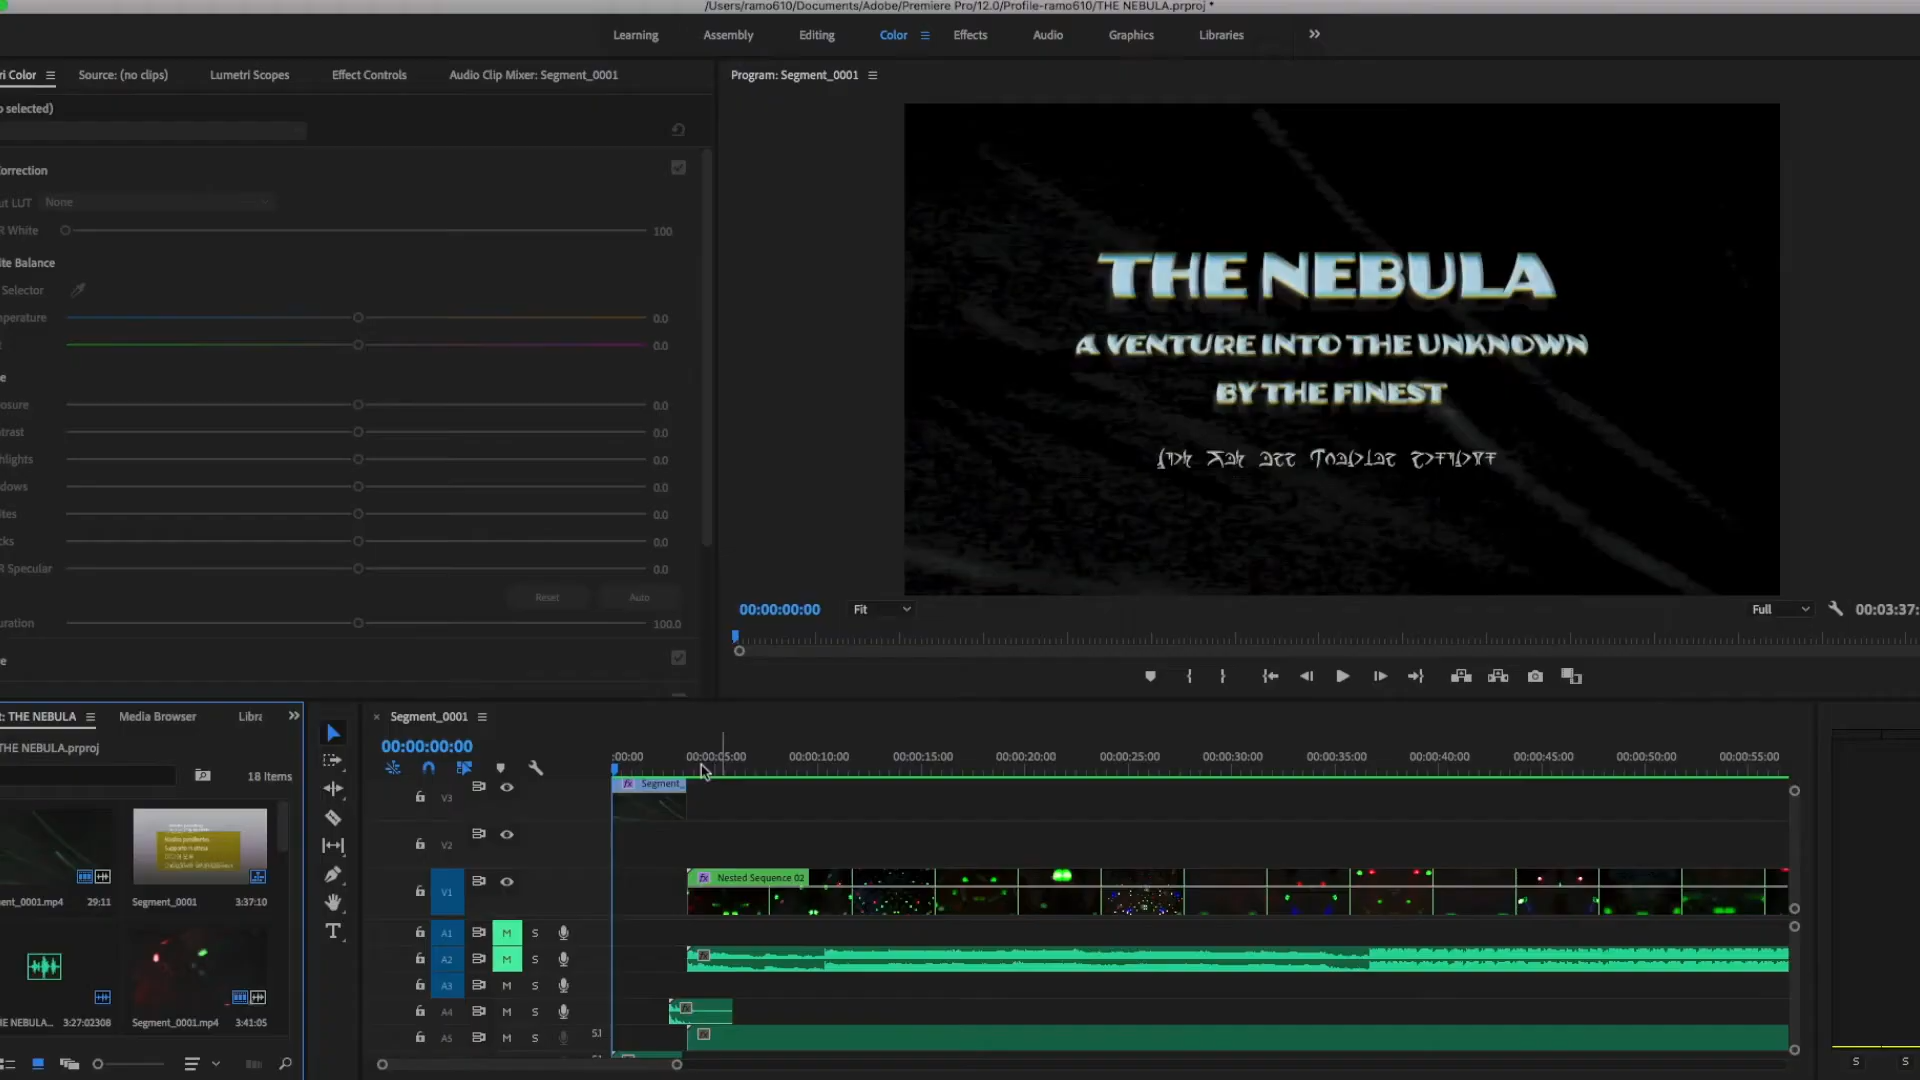 /Users/ramo610/Documents/Adobe/Premiere Pro/12.0/Profile-ramo610/THE NEBULA.prproj *
Learning Assembly Editing Color Effects Audio Graphics Libraries
ri Color Source: (no clips) Lumetri Scopes Effect Controls Audio Clip Mixer: Segment_0001
Program: Segment_0001
o selected)
orrection
ut LUT None
R White 100
ite Balance
Selector
mperature 0.0
t 0.0
e
osure 0.0
trast 0.0
hlights 0.0
dows 0.0
ites 0.0
cks 0.0
R Specular 0.0
Reset Auto
uration 100.0
e
THE NEBULA
A VENTURE INTO THE UNKNOWN
BY THE FINEST
00:00:00:00 Fit Full 00:03:37:
t: THE NEBULA Media Browser Libra
THE NEBULA.prproj
18 Items
ent_0001.mp4 29:11
Segment_0001 3:37:10
HE NEBULA... 3:27:02308
Segment_0001.mp4 3:41:05
× Segment_0001
00:00:00:00
:00:00 00:00:05:00 00:00:10:00 00:00:15:00 00:00:20:00 00:00:25:00 00:00:30:00 00:00:35:00 00:00:40:00 00:00:45:00 00:00:50:00 00:00:55:00
V3 fx Segment_
V2
V1 fx Nested Sequence 02
A1 M S
A2 M S
A3 M S
A4 M S
A5 M S 5.1
S S